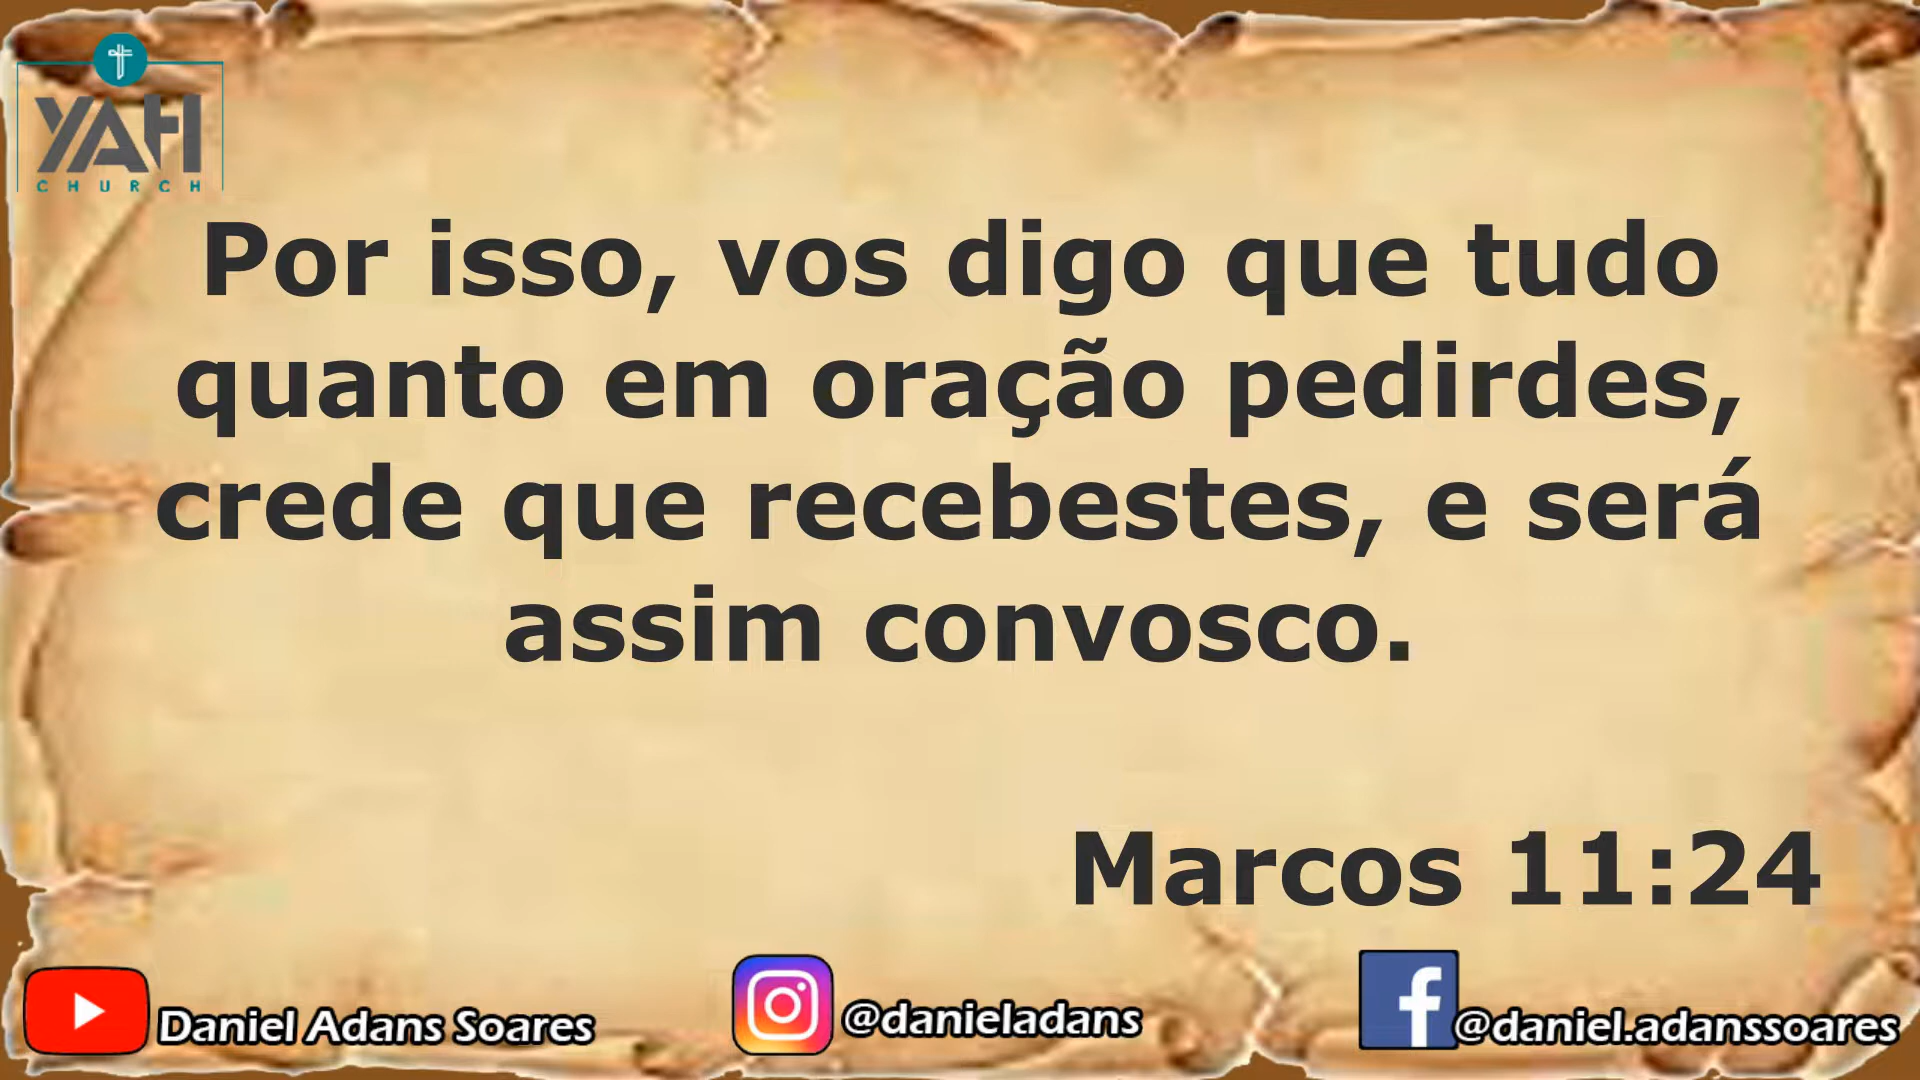 YAH
CHURCH
Por isso, vos digo que tudo
quanto em oração pedirdes,
crede que recebestes, e será
assim convosco.
Marcos 11:24
Daniel Adans Soares
@danieladans
@daniel.adanssoares